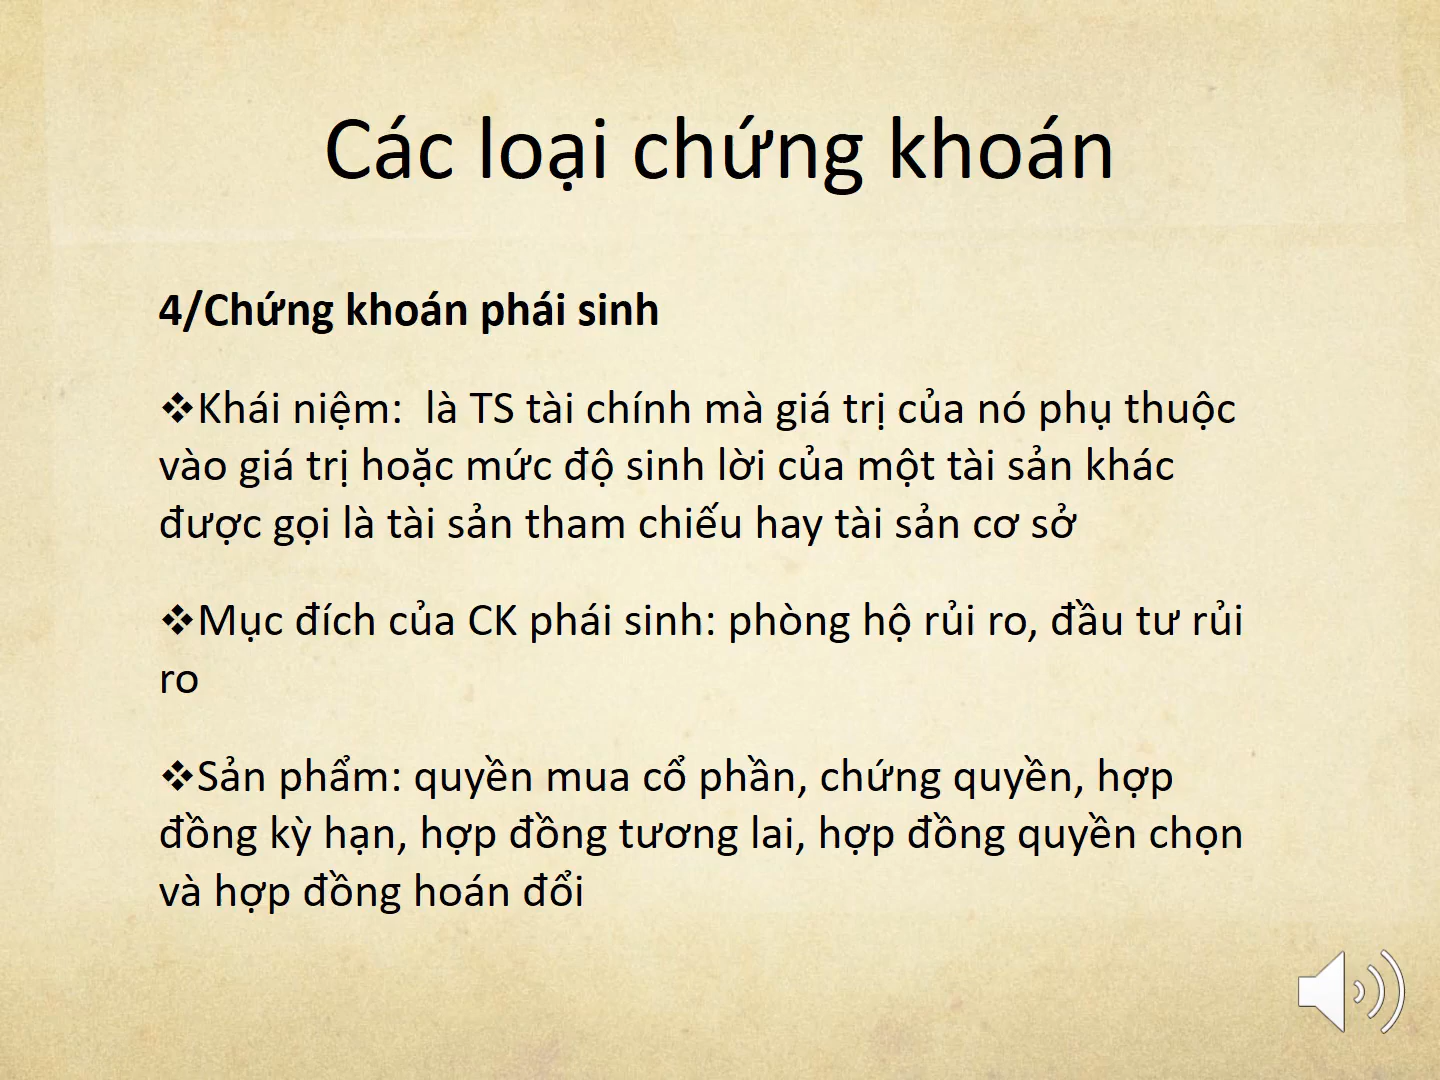 Các loại chứng khoán
4/Chứng khoán phái sinh
❖Khái niệm:  là TS tài chính mà giá trị của nó phụ thuộc
vào giá trị hoặc mức độ sinh lời của một tài sản khác
được gọi là tài sản tham chiếu hay tài sản cơ sở
❖Mục đích của CK phái sinh: phòng hộ rủi ro, đầu tư rủi
ro
❖Sản phẩm: quyền mua cổ phần, chứng quyền, hợp
đồng kỳ hạn, hợp đồng tương lai, hợp đồng quyền chọn
và hợp đồng hoán đổi